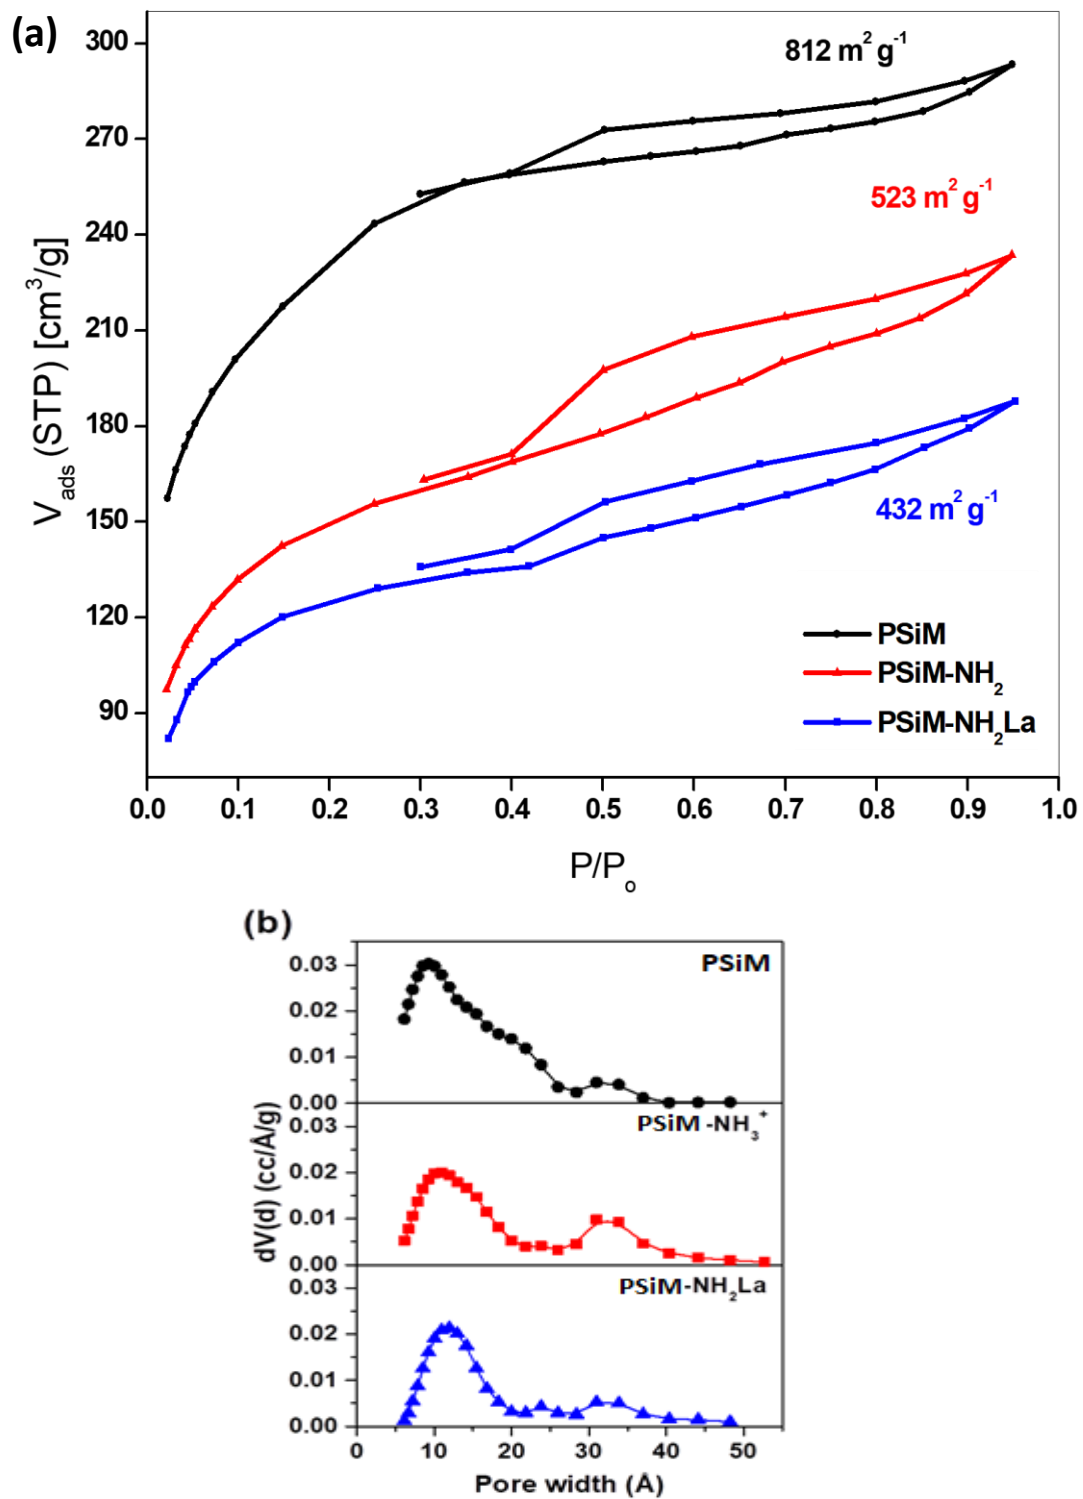 (a)
812 m² g⁻¹
523 m² g⁻¹
432 m² g⁻¹
300
270
240
210
180
150
120
90
V_ads (STP) [cm³/g]
PSiM
PSiM-NH₂
PSiM-NH₂La
0.0 0.1 0.2 0.3 0.4 0.5 0.6 0.7 0.8 0.9 1.0
P/P₀
(b)
PSiM
0.03
0.02
0.01
0.00
PSiM -NH₃⁺
0.03
0.02
0.01
0.00
PSiM-NH₂La
0.03
0.02
0.01
0.00
dV(d) (cc/Å/g)
0 10 20 30 40 50
Pore width (Å)